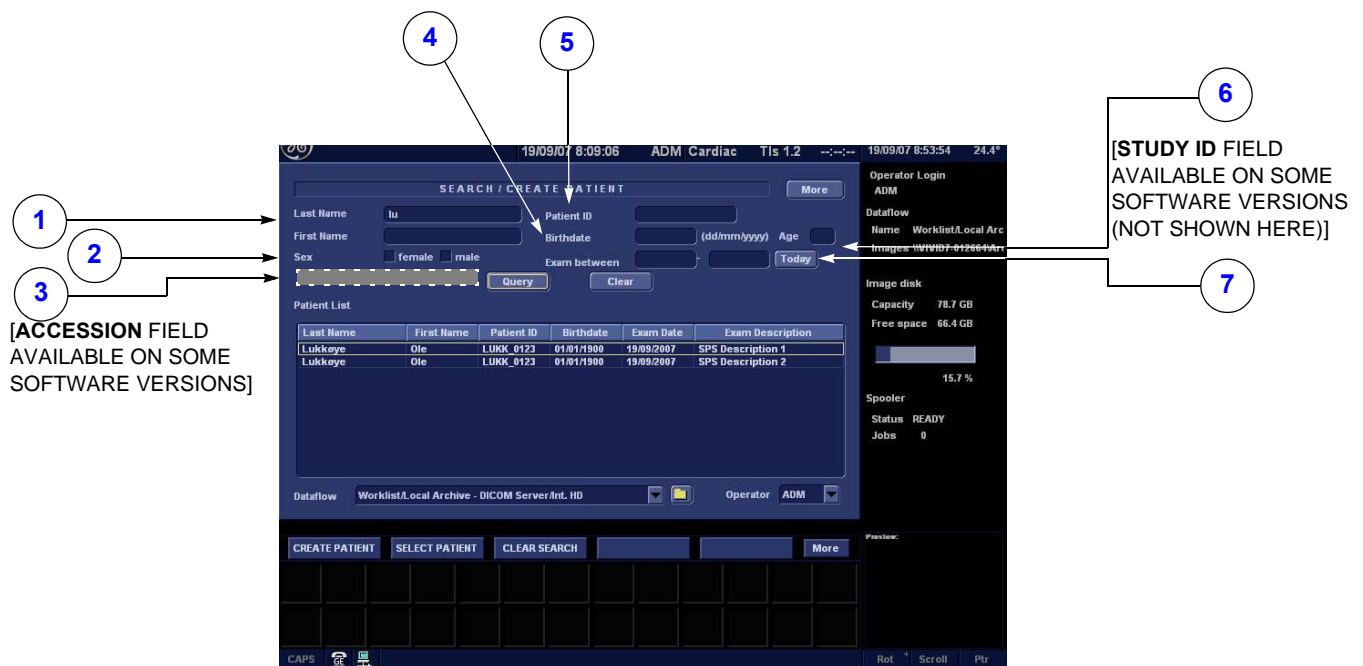 4
5
6
[STUDY ID FIELD
AVAILABLE ON SOME
SOFTWARE VERSIONS
(NOT SHOWN HERE)]
1
2
3
[ACCESSION FIELD
AVAILABLE ON SOME
SOFTWARE VERSIONS]
7
19/09/07 8:09:06 ADM Cardiac TIs 1.2 --:--:--
SEARCH / CREATE PATIENT More
Last Name lu Patient ID
First Name Birthdate (dd/mm/yyyy) Age
Sex female male Exam between - Today
Query Clear
Patient List
Last Name First Name Patient ID Birthdate Exam Date Exam Description
Lukkøye Ole LUKK_0123 01/01/1900 19/09/2007 SPS Description 1
Lukkøye Ole LUKK_0123 01/01/1900 19/09/2007 SPS Description 2
Dataflow Worklist/Local Archive - DICOM Server/Int. HD Operator ADM
CREATE PATIENT SELECT PATIENT CLEAR SEARCH More
CAPS GE
19/09/07 8:53:54 24.4°
Operator Login
ADM
Dataflow
Name Worklist/Local Arc
Images \\VIVID7-012664\Arc
Image disk
Capacity 78.7 GB
Free space 66.4 GB
15.7 %
Spooler
Status READY
Jobs 0
Preview:
Rot + Scroll Ptr